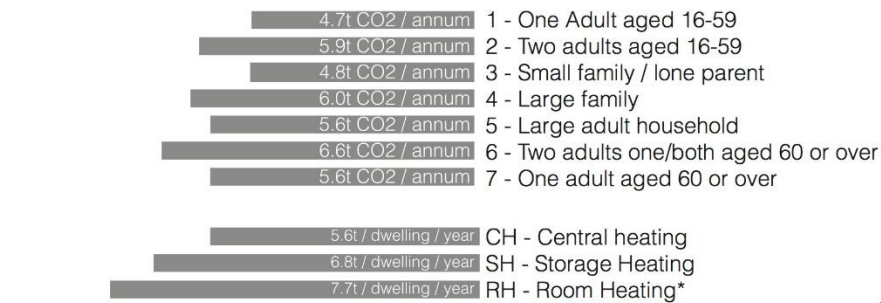 4.7t CO2 / annum 1 - One Adult aged 16-59
5.9t CO2 / annum 2 - Two adults aged 16-59
4.8t CO2 / annum 3 - Small family / lone parent
6.0t CO2 / annum 4 - Large family
5.6t CO2 / annum 5 - Large adult household
6.6t CO2 / annum 6 - Two adults one/both aged 60 or over
5.6t CO2 / annum 7 - One adult aged 60 or over
5.6t / dwelling / year CH - Central heating
6.8t / dwelling / year SH - Storage Heating
7.7t / dwelling / year RH - Room Heating*